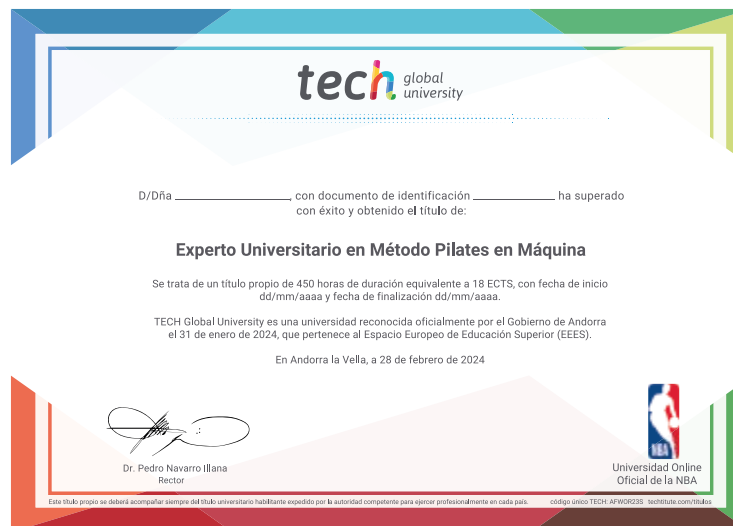 tech global university
D/Dña ____________________, con documento de identificación ______________ ha superado
con éxito y obtenido el título de:
Experto Universitario en Método Pilates en Máquina
Se trata de un título propio de 450 horas de duración equivalente a 18 ECTS, con fecha de inicio
dd/mm/aaaa y fecha de finalización dd/mm/aaaa.
TECH Global University es una universidad reconocida oficialmente por el Gobierno de Andorra
el 31 de enero de 2024, que pertenece al Espacio Europeo de Educación Superior (EEES).
En Andorra la Vella, a 28 de febrero de 2024
Dr. Pedro Navarro Illana
Rector
NBA
Universidad Online
Oficial de la NBA
Este título propio se deberá acompañar siempre del título universitario habilitante expedido por la autoridad competente para ejercer profesionalmente en cada país. código único TECH: AFWOR23S techtitute.com/titulos